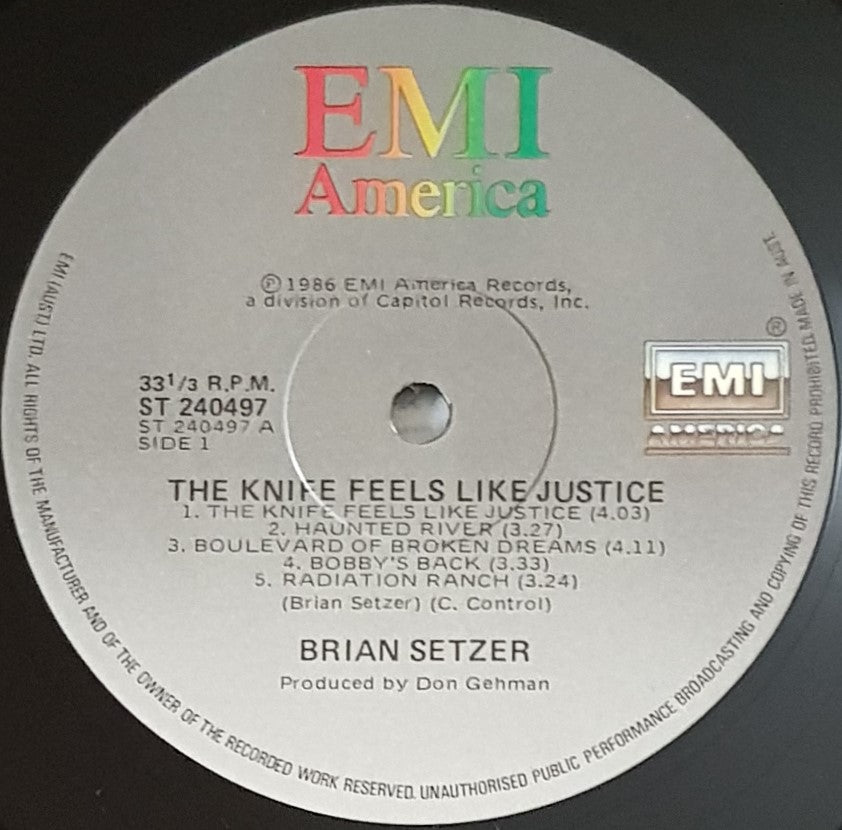 EMI
America
℗ 1986 EMI America Records,
a division of Capitol Records, Inc.
33 1/3 R.P.M.
ST 240497
ST 240497 A
SIDE 1
®
EMI
AMERICA
THE KNIFE FEELS LIKE JUSTICE
1. THE KNIFE FEELS LIKE JUSTICE (4.03)
2. HAUNTED RIVER (3.27)
3. BOULEVARD OF BROKEN DREAMS (4.11)
4. BOBBY'S BACK (3.33)
5. RADIATION RANCH (3.24)
(Brian Setzer) (C. Control)
BRIAN SETZER
Produced by Don Gehman
EMI (AUST.) LTD. ALL RIGHTS OF THE MANUFACTURER AND OF THE OWNER OF THE RECORDED WORK RESERVED. UNAUTHORISED PUBLIC PERFORMANCE BROADCASTING AND COPYING OF THIS RECORD PROHIBITED. MADE IN AUST.